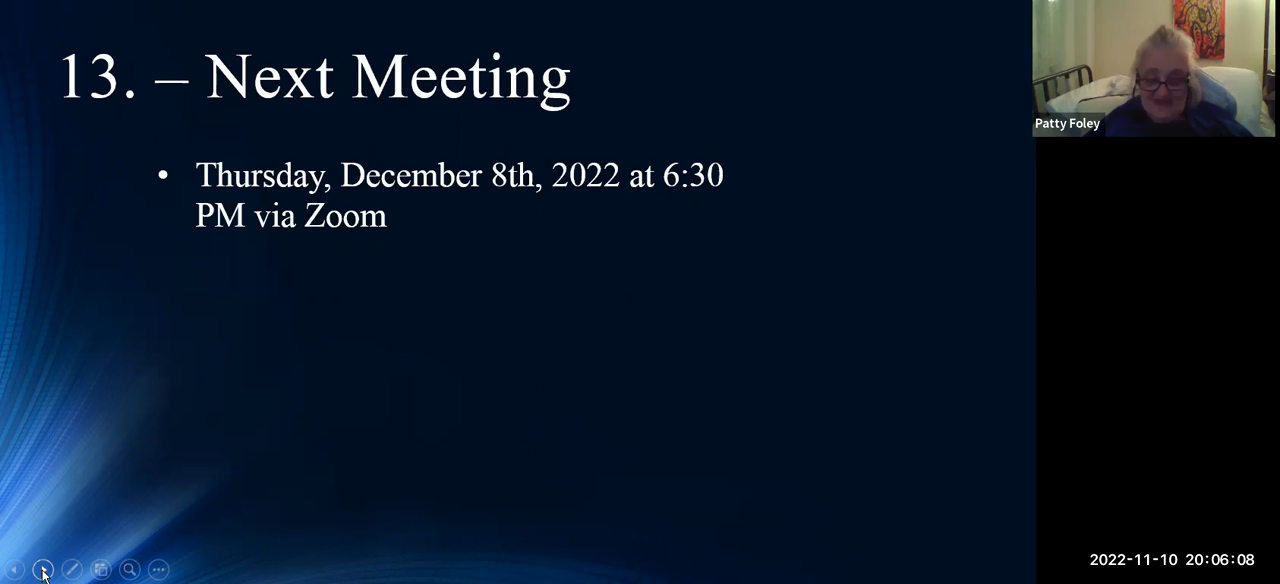 13. – Next Meeting
• Thursday, December 8th, 2022 at 6:30
PM via Zoom
Patty Foley
2022-11-10 20:06:08